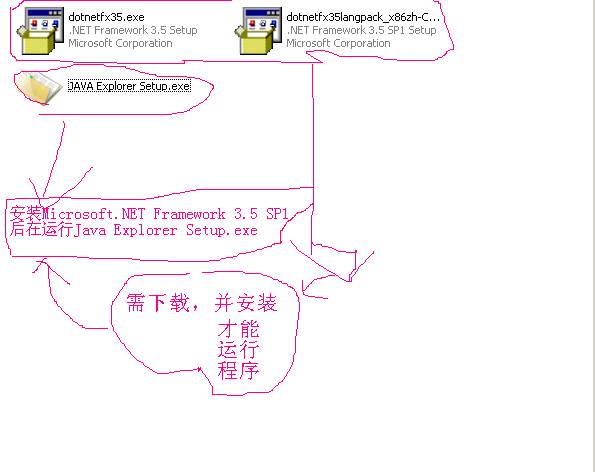 dotnetfx35.exe
.NET Framework 3.5 Setup
Microsoft Corporation
dotnetfx35langpack_x86zh-C...
.NET Framework 3.5 SP1 Setup
Microsoft Corporation
JAVA Explorer Setup.exe
安装Microsoft.NET Framework 3.5 SP1
后在运行Java Explorer Setup.exe
需下载，并安装
才能
运行
程序